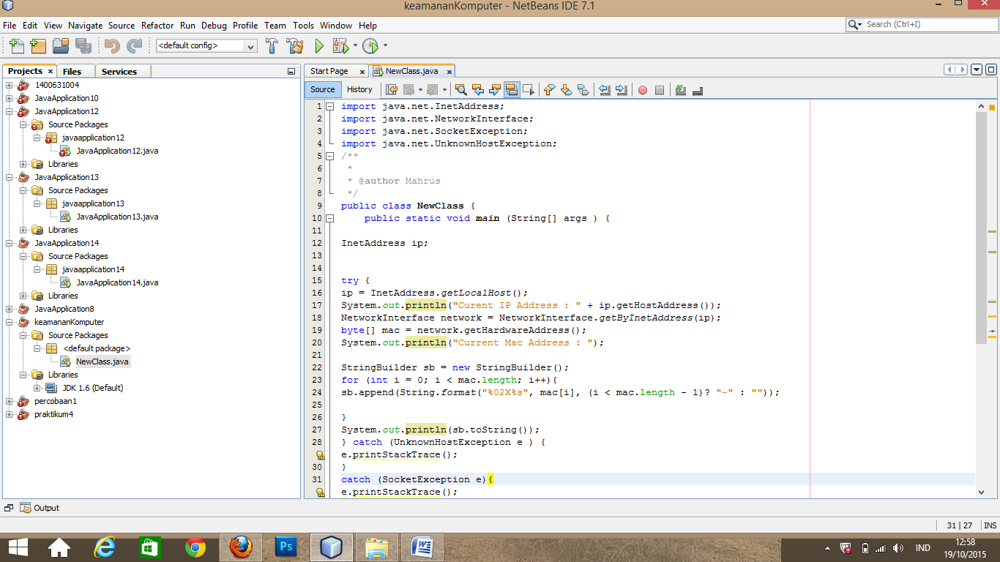 keamananKomputer - NetBeans IDE 7.1
File Edit View Navigate Source Refactor Run Debug Profile Team Tools Window Help
Search (Ctrl+I)
<default config>
Projects Files Services
1400631004
JavaApplication10
JavaApplication12
Source Packages
javaapplication12
JavaApplication12.java
Libraries
JavaApplication13
Source Packages
javaapplication13
JavaApplication13.java
Libraries
JavaApplication14
Source Packages
javaapplication14
JavaApplication14.java
Libraries
JavaApplication8
keamananKomputer
Source Packages
<default package>
NewClass.java
Libraries
JDK 1.6 (Default)
percobaan1
praktikum4
Start Page NewClass.java
Source History
1 import java.net.InetAddress;
2 import java.net.NetworkInterface;
3 import java.net.SocketException;
4 import java.net.UnknownHostException;
5 /**
6 *
7 * @author Mahrus
8 */
9 public class NewClass {
10 public static void main (String[] args ) {
11
12 InetAddress ip;
13
14
15 try {
16 ip = InetAddress.getLocalHost();
17 System.out.println("Curent IP Address : " + ip.getHostAddress());
18 NetworkInterface network = NetworkInterface.getByInetAddress(ip);
19 byte[] mac = network.getHardwareAddress();
20 System.out.println("Current Mac Address : ");
21
22 StringBuilder sb = new StringBuilder();
23 for (int i = 0; i < mac.length; i++){
24 sb.append(String.format("%02X%s", mac[i], (i < mac.length - 1)? "-" : ""));
25
26 }
27 System.out.println(sb.toString());
28 } catch (UnknownHostException e ) {
e.printStackTrace();
30 }
31 catch (SocketException e){
e.printStackTrace();
Output
31 | 27 INS
Ps
W
IND
12:58
19/10/2015